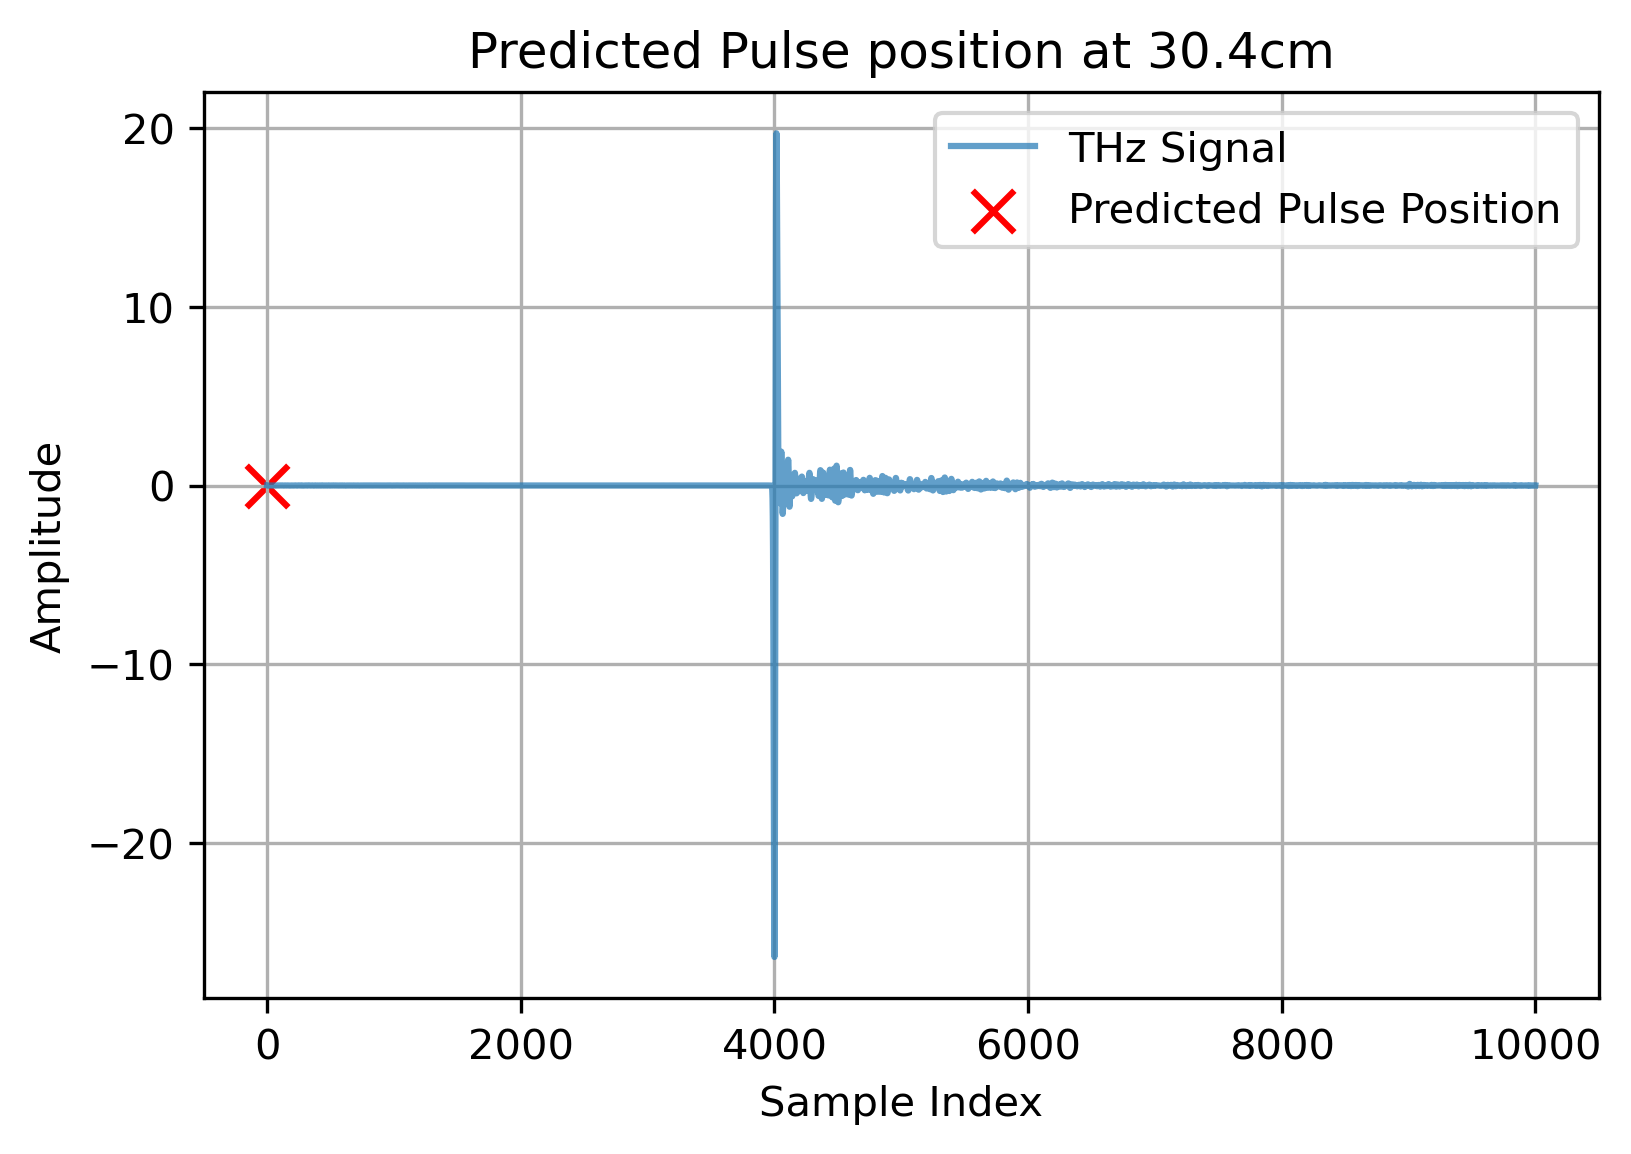 Predicted Pulse position at 30.4cm
THz Signal
Predicted Pulse Position
20
10
0
−10
−20
Amplitude
0 2000 4000 6000 8000 10000
Sample Index